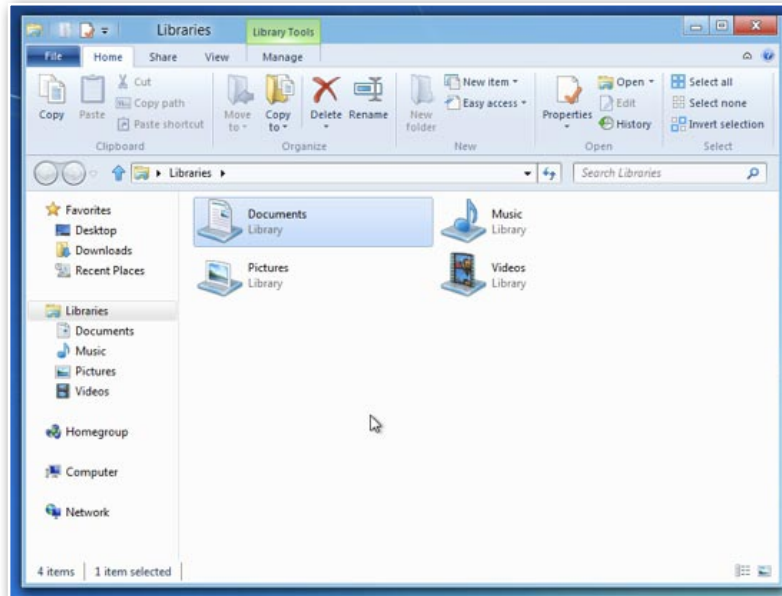 Libraries
Library Tools
File Home Share View Manage
Copy
Paste
Cut
Copy path
Paste shortcut
Clipboard
Move to
Copy to
Delete
Rename
Organize
New folder
New item
Easy access
New
Properties
Open
Edit
History
Open
Select all
Select none
Invert selection
Select
Libraries
Search Libraries
Favorites
Desktop
Downloads
Recent Places
Libraries
Documents
Music
Pictures
Videos
Homegroup
Computer
Network
Documents
Library
Music
Library
Pictures
Library
Videos
Library
4 items 1 item selected